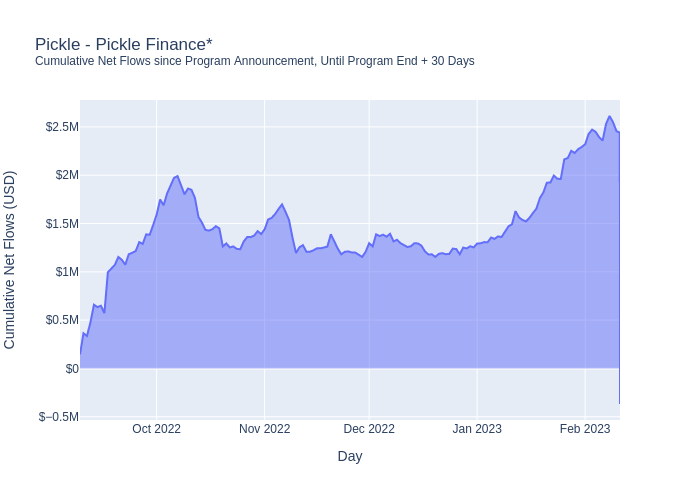 Pickle - Pickle Finance*
Cumulative Net Flows since Program Announcement, Until Program End + 30 Days
Cumulative Net Flows (USD)
$2.5M
$2M
$1.5M
$1M
$0.5M
$0
$−0.5M
Oct 2022
Nov 2022
Dec 2022
Jan 2023
Feb 2023
Day